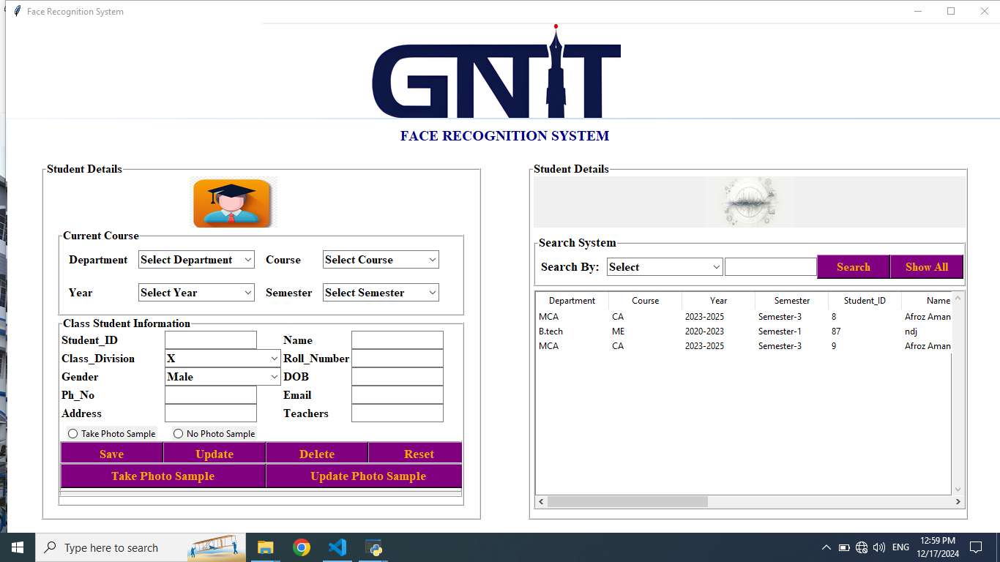 Face Recognition System
GNIT
FACE RECOGNITION SYSTEM
Student Details
Current Course
Department Select Department Course Select Course
Year Select Year Semester Select Semester
Class Student Information
Student_ID Name
Class_Division X Roll_Number
Gender Male DOB
Ph_No Email
Address Teachers
Take Photo Sample No Photo Sample
Save Update Delete Reset
Take Photo Sample Update Photo Sample
Student Details
Search System
Search By: Select Search Show All
Department Course Year Semester Student_ID Name
MCA CA 2023-2025 Semester-3 8 Afroz Aman
B.tech ME 2020-2023 Semester-1 87 ndj
MCA CA 2023-2025 Semester-3 9 Afroz Aman
Type here to search
ENG
12:59 PM
12/17/2024